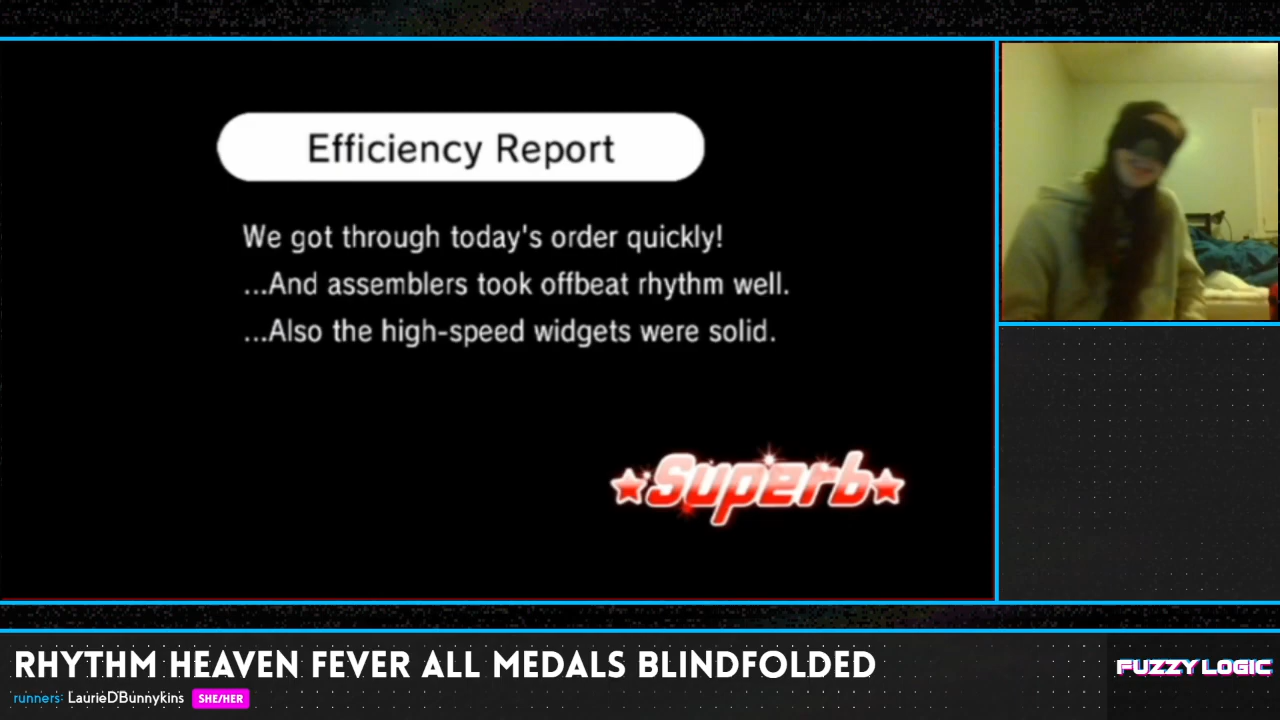 Efficiency Report
We got through today's order quickly!
...And assemblers took offbeat rhythm well.
...Also the high-speed widgets were solid.
Superb
RHYTHM HEAVEN FEVER ALL MEDALS BLINDFOLDED
runners: LaurieDBunnykins SHE/HER
FUZZY LOGIC